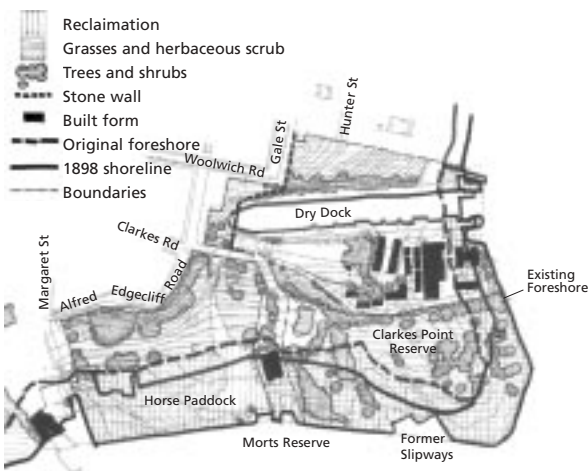 Reclamation
Grasses and herbaceous scrub
Trees and shrubs
Stone wall
Built form
Original foreshore
1898 shoreline
Boundaries
Hunter St
Gale St
Woolwich Rd
Dry Dock
Clarkes Rd
Margaret St
Alfred
Edgecliff
Road
Existing
Foreshore
Clarkes Point
Reserve
Horse Paddock
Morts Reserve
Former
Slipways